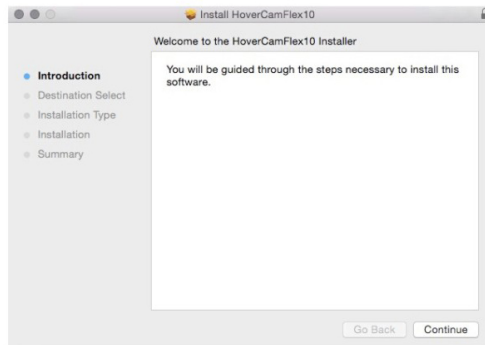 Install HoverCamFlex10
Welcome to the HoverCamFlex10 Installer
Introduction
Destination Select
Installation Type
Installation
Summary
You will be guided through the steps necessary to install this
software.
Go Back
Continue